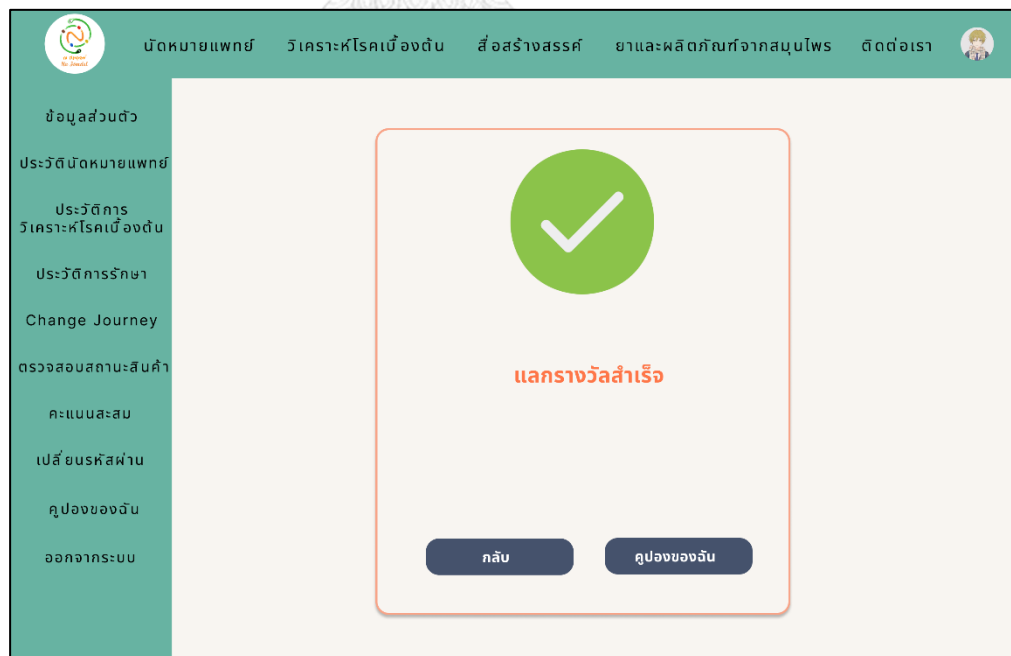 นัดหมายแพทย์ วิเคราะห์โรคเบื้องต้น สื่อสร้างสรรค์ ยาและผลิตภัณฑ์จากสมุนไพร ติดต่อเรา
ข้อมูลส่วนตัว
ประวัตินัดหมายแพทย์
ประวัติการ
วิเคราะห์โรคเบื้องต้น
ประวัติการรักษา
Change Journey
ตรวจสอบสถานะสินค้า
คะแนนสะสม
เปลี่ยนรหัสผ่าน
คูปองของฉัน
ออกจากระบบ
แลกรางวัลสำเร็จ
กลับ คูปองของฉัน